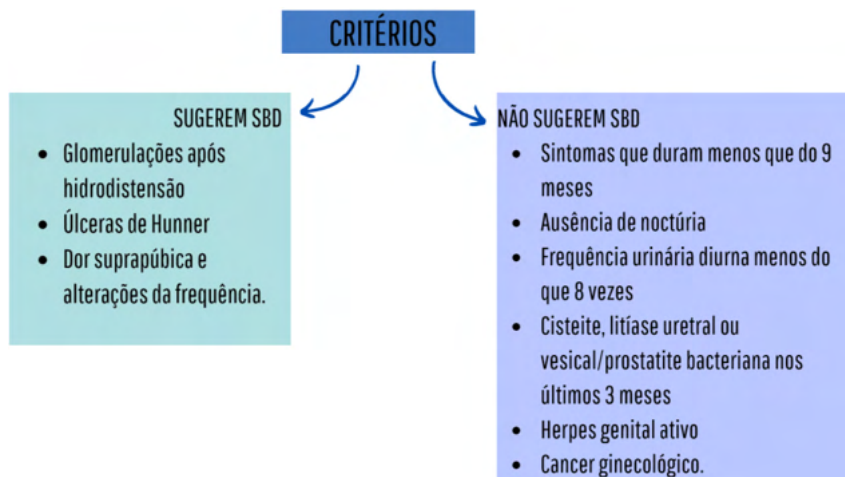 CRITÉRIOS
SUGEREM SBD
• Glomerulações após
hidrodistensão
• Úlceras de Hunner
• Dor suprapúbica e
alterações da frequência.
NÃO SUGEREM SBD
• Sintomas que duram menos que do 9
meses
• Ausência de noctúria
• Frequência urinária diurna menos do
que 8 vezes
• Cisteite, litíase uretral ou
vesical/prostatite bacteriana nos
últimos 3 meses
• Herpes genital ativo
• Cancer ginecológico.